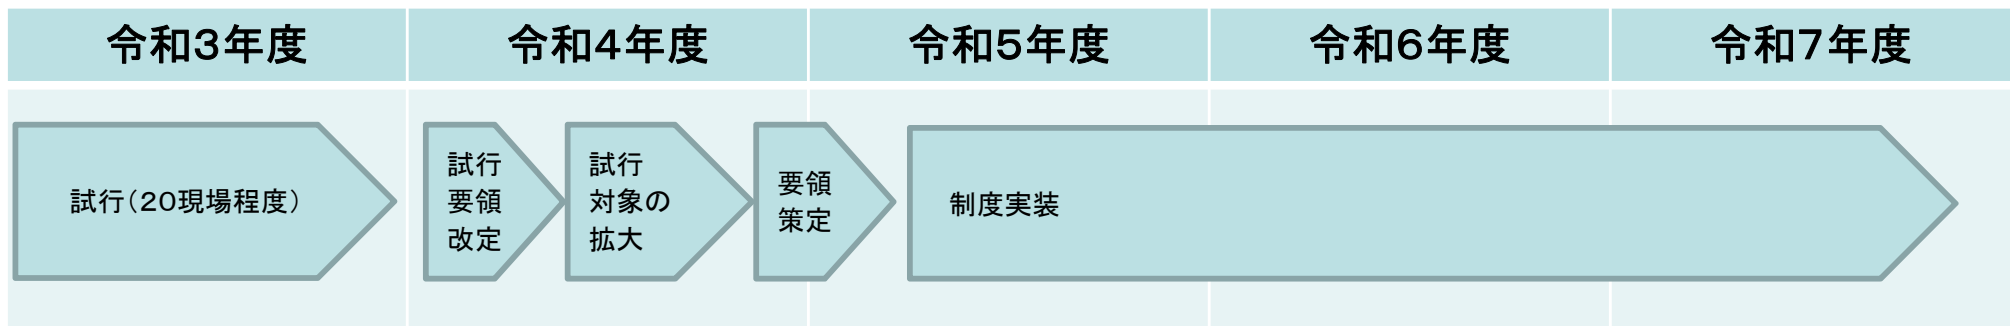 令和3年度
令和4年度
令和5年度
令和6年度
令和7年度
試行（20現場程度）
試行
要領
改定
試行
対象の
拡大
要領
策定
制度実装